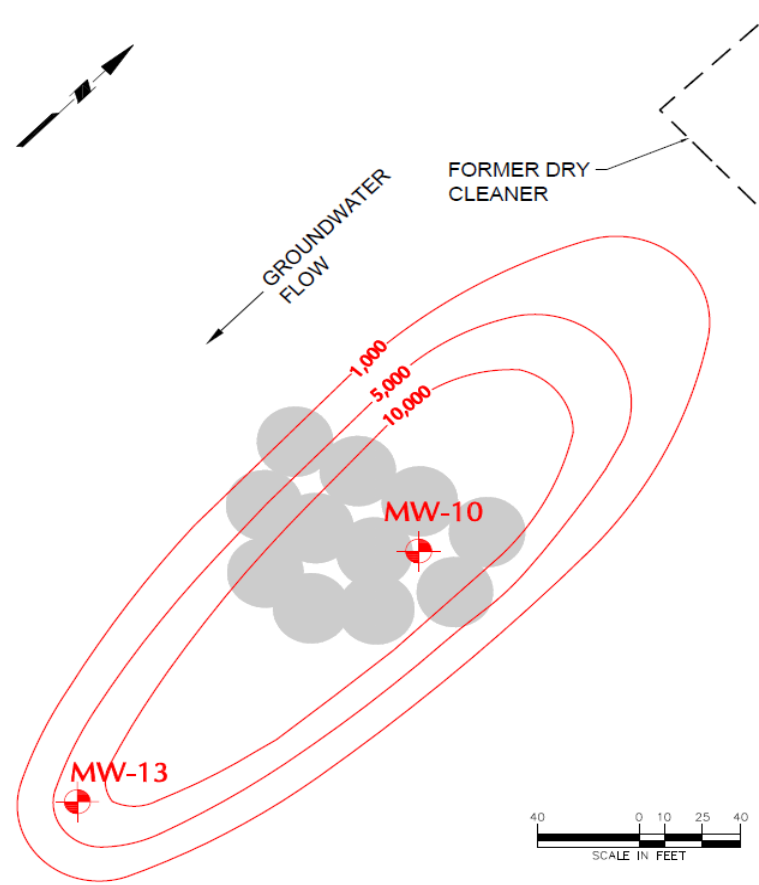 N
FORMER DRY
CLEANER
GROUNDWATER
FLOW
1,000
5,000
10,000
MW-10
MW-13
40 0 10 25 40
SCALE IN FEET